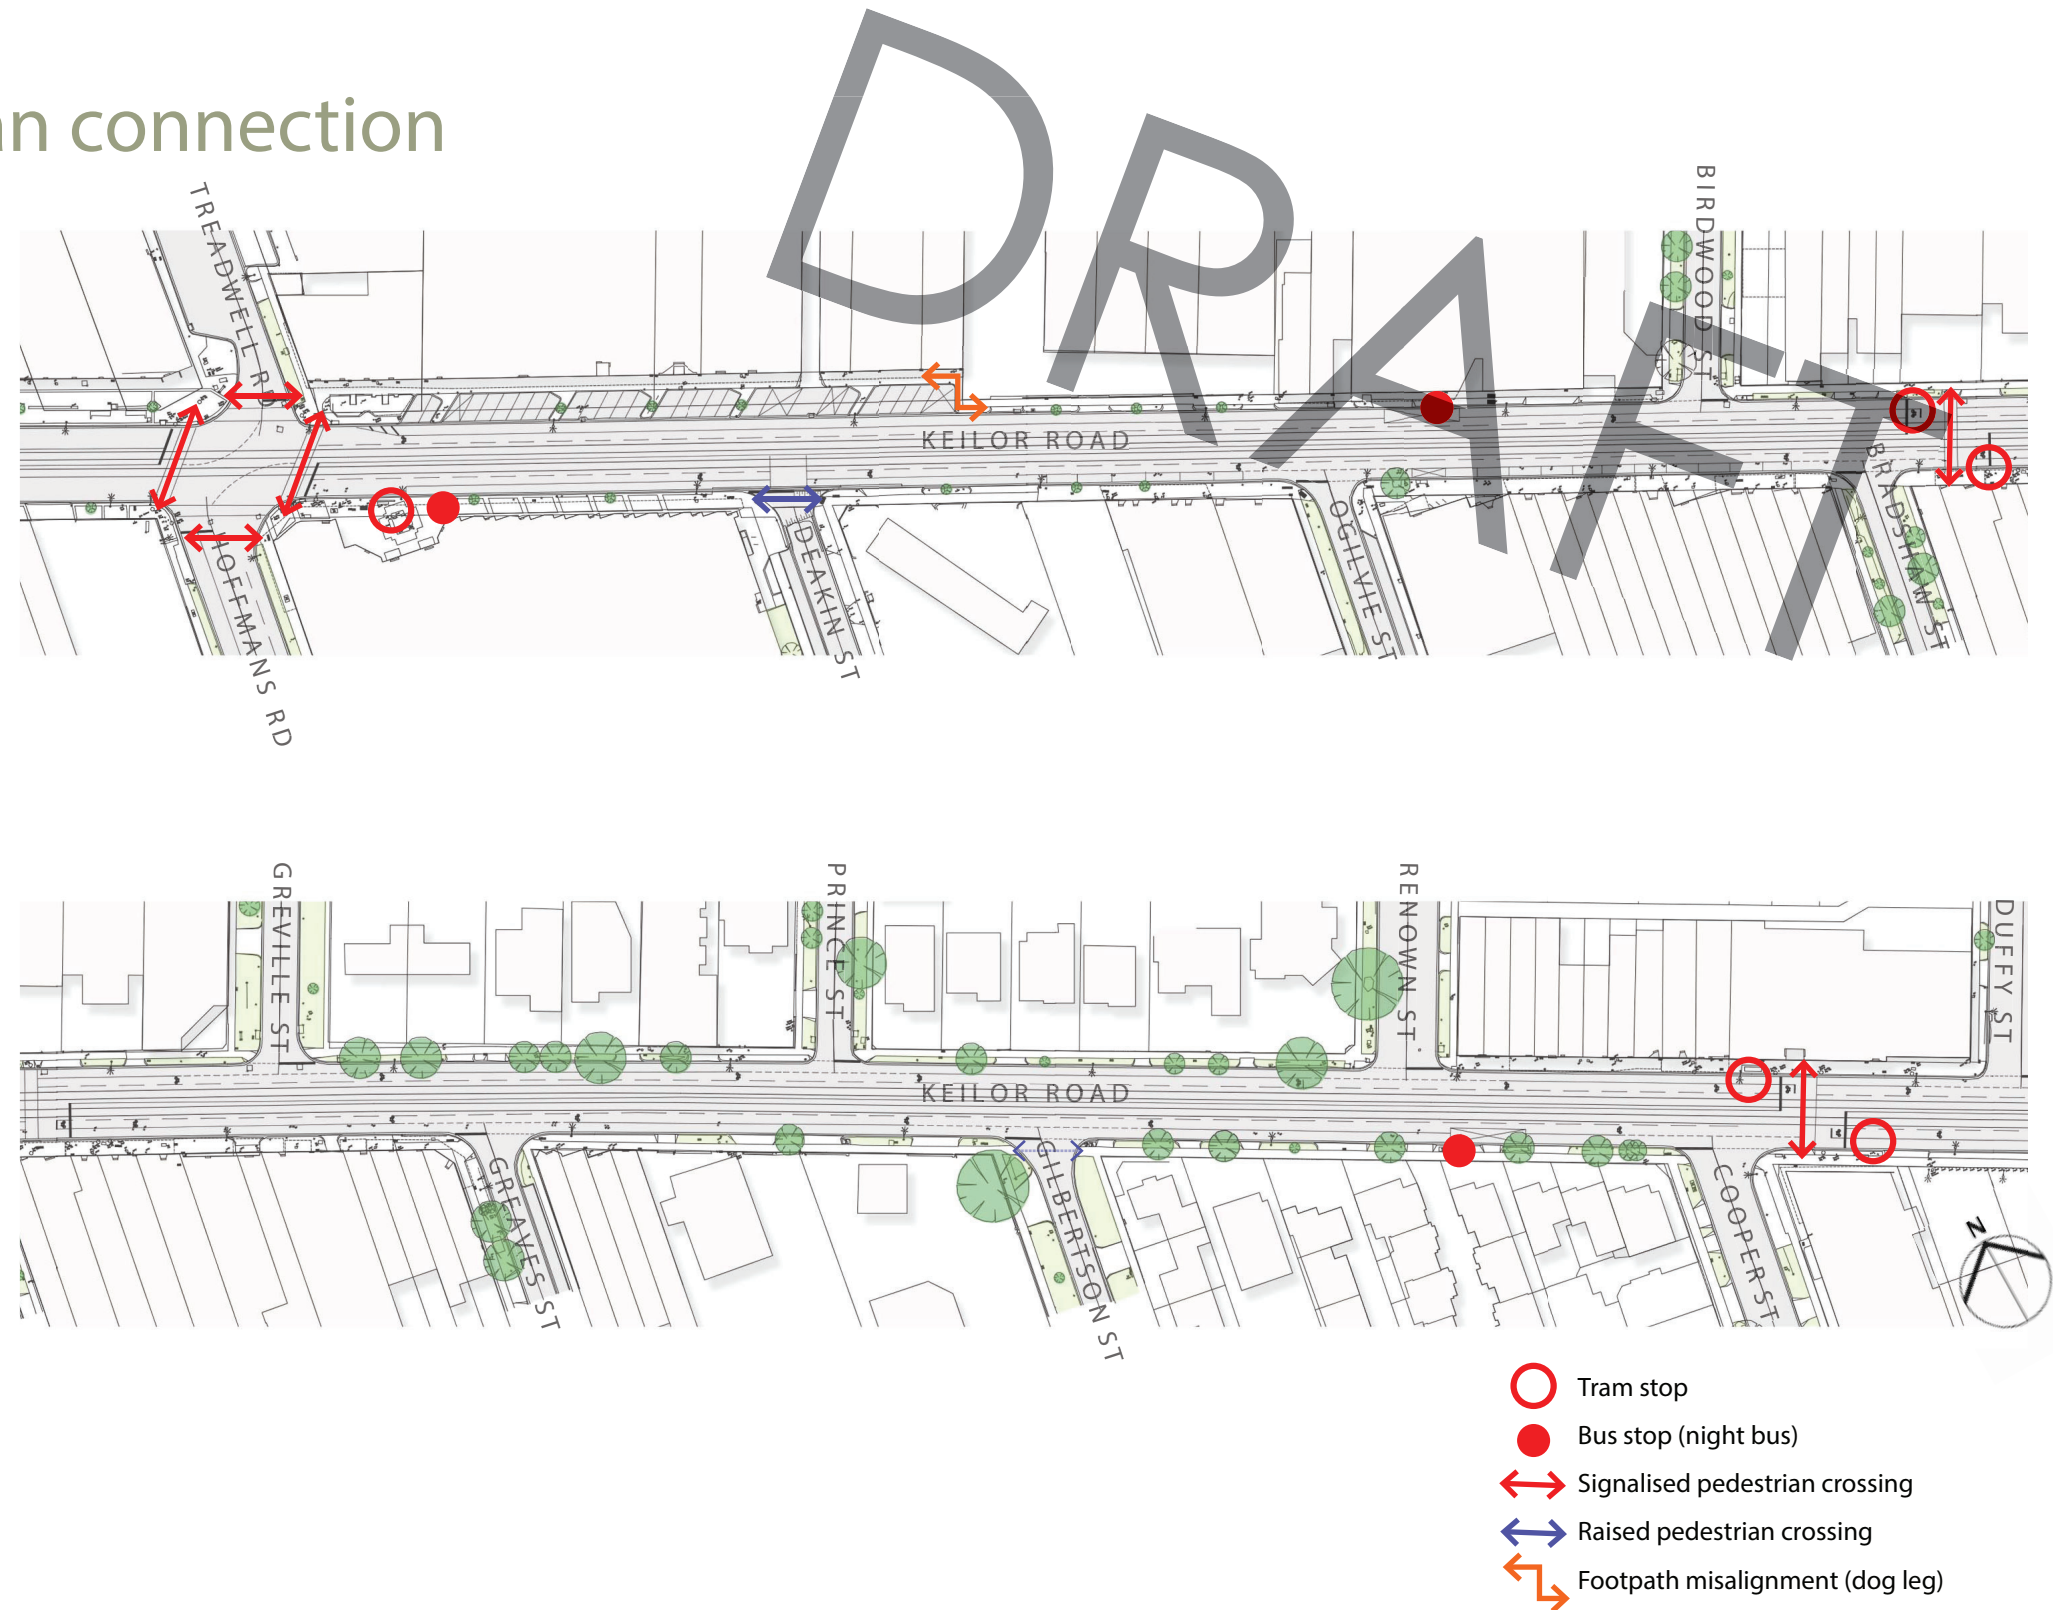 an connection
DRAFT
TREADWELL RD
BIRDWOOD ST
KEILOR ROAD
HOFFMANS RD
DEAKIN ST
OGILVIE ST
BRADSHAW ST
GREVILLE ST
PRINCE ST
RENOWN ST
DUFFY ST
KEILOR ROAD
GREAVES ST
GILBERTSON ST
COOPER ST
N
Tram stop
Bus stop (night bus)
Signalised pedestrian crossing
Raised pedestrian crossing
Footpath misalignment (dog leg)